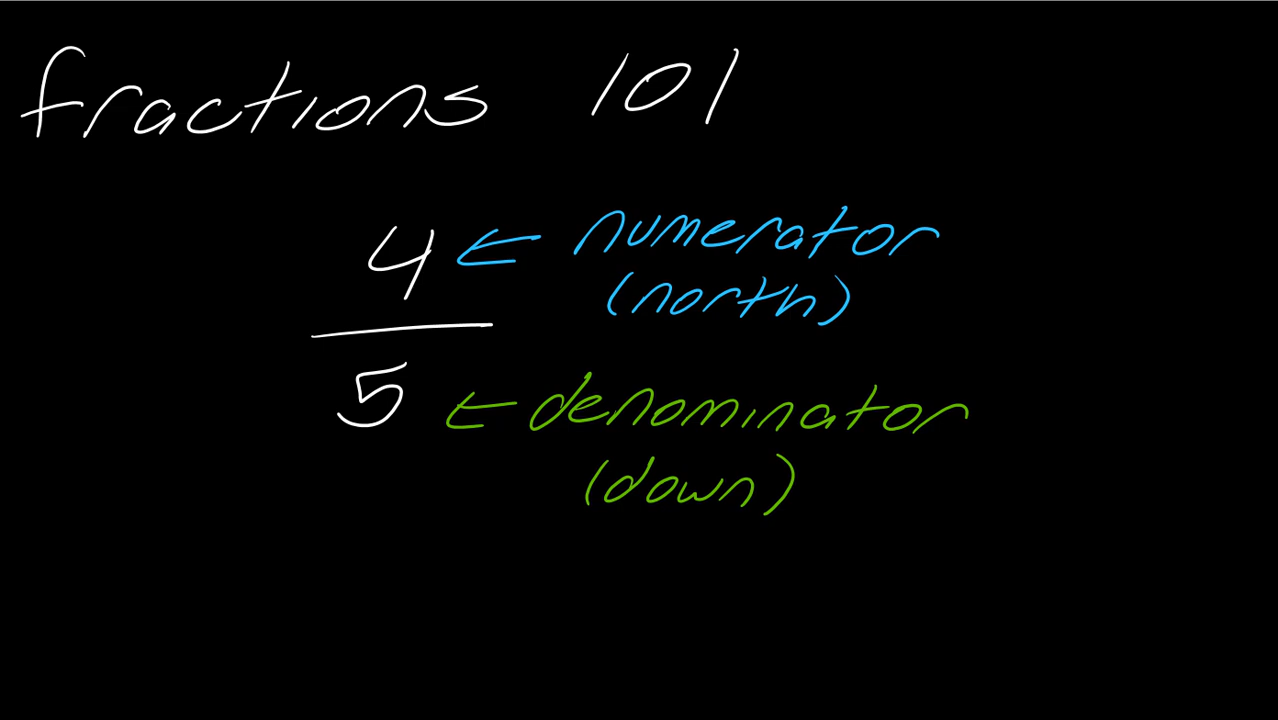 fractions 101
4 ← numerator
(north)
5 ← denominator
(down)